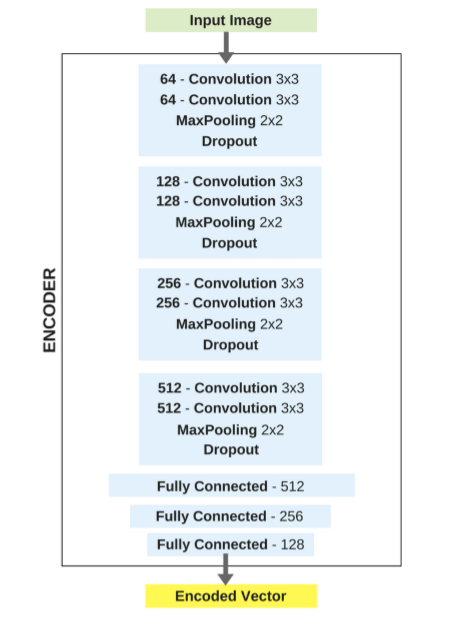 Input Image
ENCODER
64 - Convolution 3x3
64 - Convolution 3x3
MaxPooling 2x2
Dropout
128 - Convolution 3x3
128 - Convolution 3x3
MaxPooling 2x2
Dropout
256 - Convolution 3x3
256 - Convolution 3x3
MaxPooling 2x2
Dropout
512 - Convolution 3x3
512 - Convolution 3x3
MaxPooling 2x2
Dropout
Fully Connected - 512
Fully Connected - 256
Fully Connected - 128
Encoded Vector